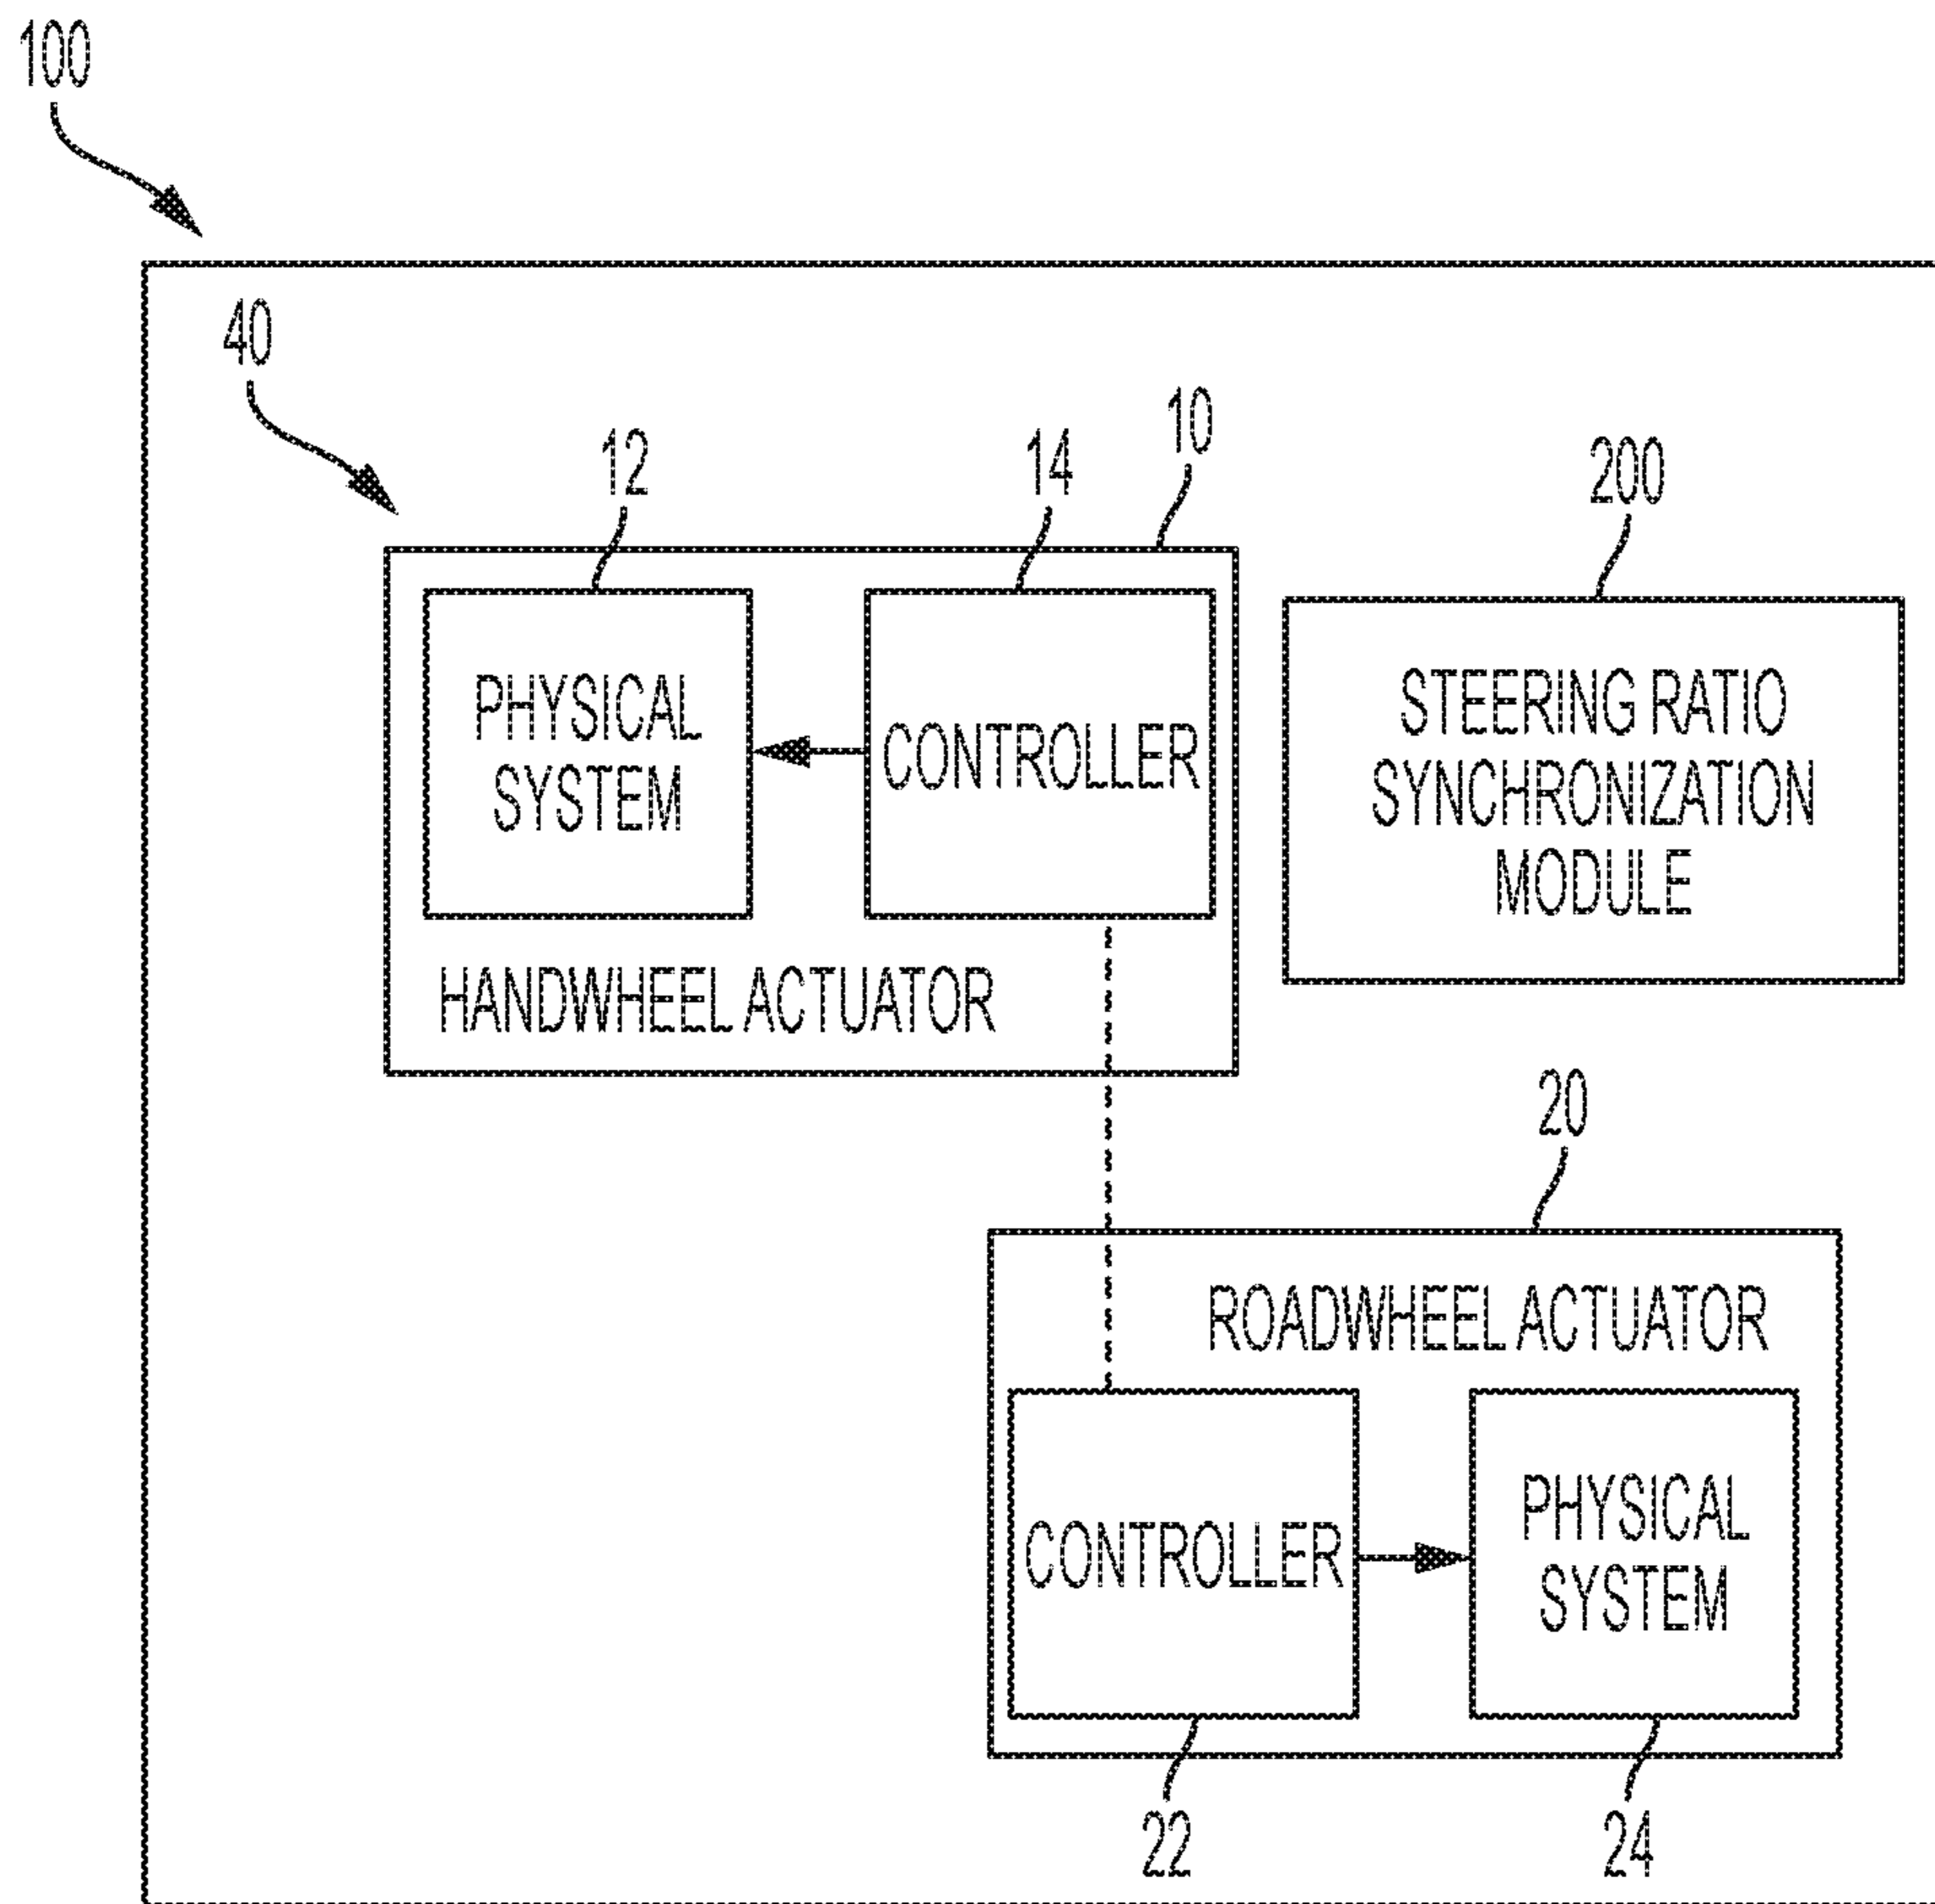 100
40
10
12
14
200
PHYSICAL
SYSTEM
CONTROLLER
STEERING RATIO
SYNCHRONIZATION
MODULE
HANDWHEEL ACTUATOR
20
ROADWHEEL ACTUATOR
CONTROLLER
PHYSICAL
SYSTEM
22
24